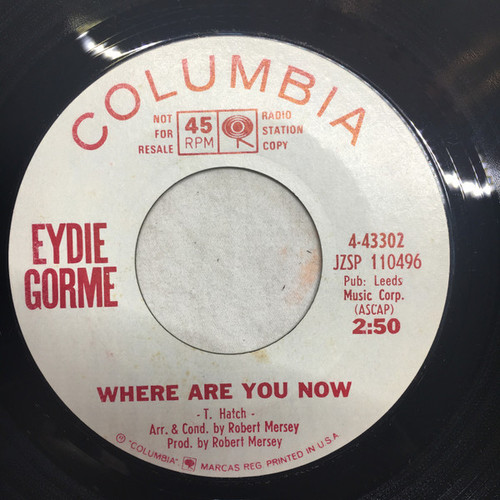 COLUMBIA
NOT FOR RESALE
45 RPM
RADIO STATION COPY
EYDIE
GORME
4-43302
JZSP 110496
Pub: Leeds
Music Corp.
(ASCAP)
2:50
WHERE ARE YOU NOW
- T. Hatch -
Arr. & Cond. by Robert Mersey
Prod. by Robert Mersey
Ⓟ "COLUMBIA". MARCAS REG. PRINTED IN U.S.A.